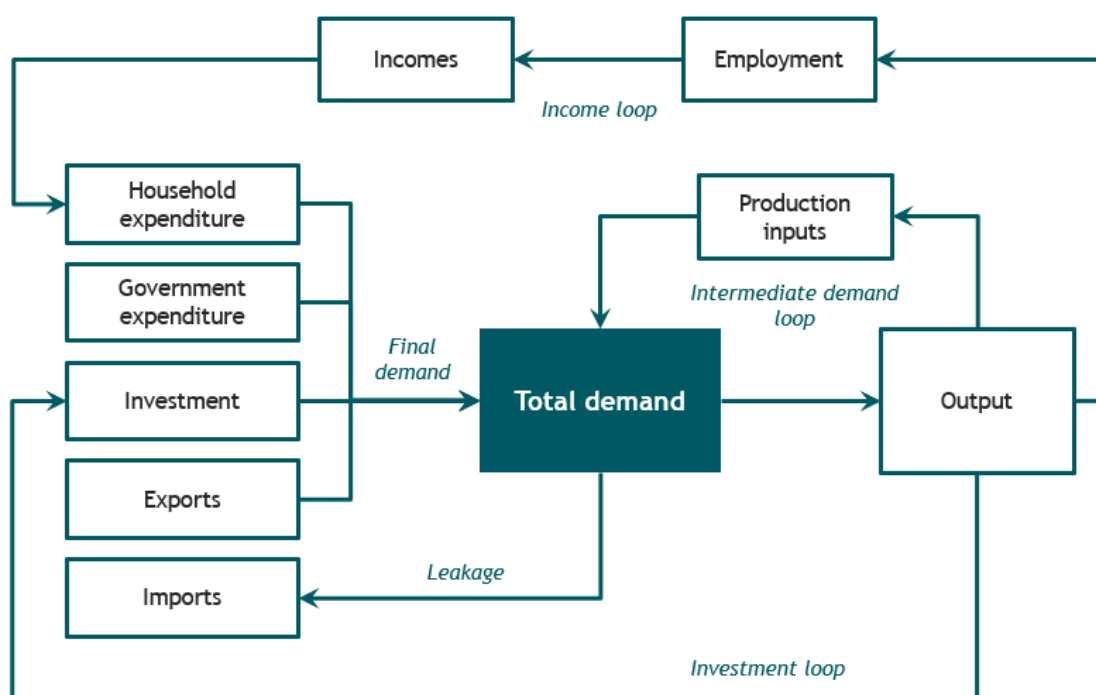 Incomes
Employment
Income loop
Household
expenditure
Production
inputs
Government
expenditure
Intermediate demand
loop
Final
demand
Investment
Total demand
Output
Exports
Leakage
Imports
Investment loop